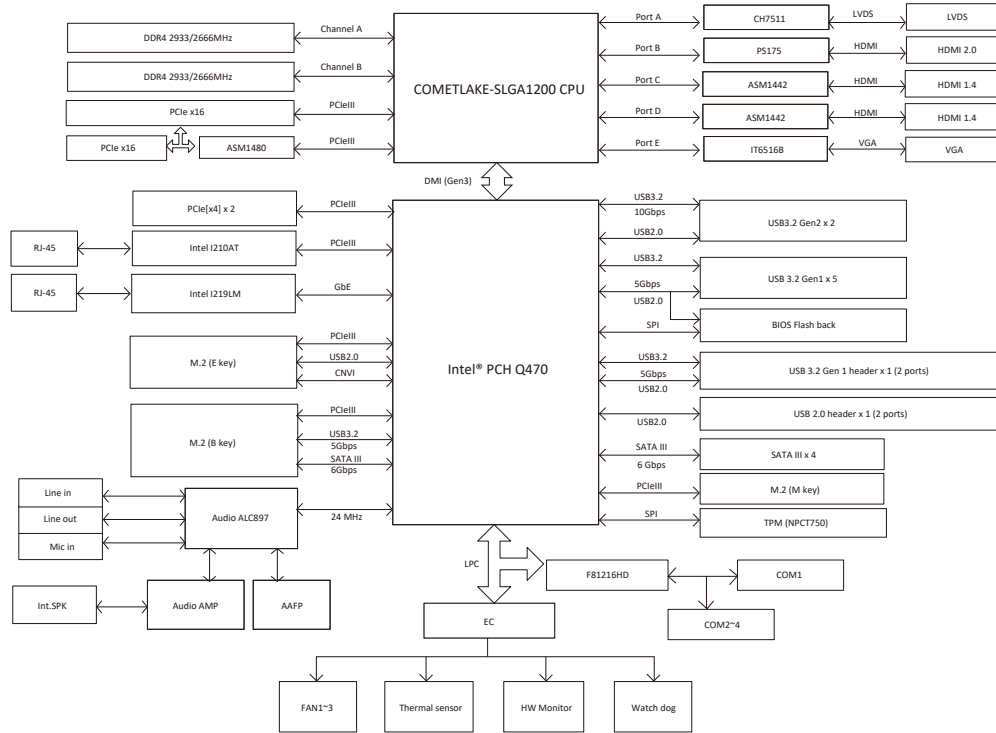 DDR4 2933/2666MHz
Channel A
DDR4 2933/2666MHz
Channel B
PCIe x16
PCIeIII
PCIe x16
ASM1480
PCIeIII
COMETLAKE-SLGA1200 CPU
Port A
CH7511
LVDS
LVDS
Port B
PS175
HDMI
HDMI 2.0
Port C
ASM1442
HDMI
HDMI 1.4
Port D
ASM1442
HDMI
HDMI 1.4
Port E
IT6516B
VGA
VGA
DMI (Gen3)
PCIe[x4] x 2
PCIeIII
RJ-45
Intel I210AT
PCIeIII
RJ-45
Intel I219LM
GbE
M.2 (E key)
PCIeIII
USB2.0
CNVI
M.2 (B key)
PCIeIII
USB3.2
5Gbps
SATA III
6Gbps
Line in
Line out
Mic in
Audio ALC897
24 MHz
Int.SPK
Audio AMP
AAFP
Intel® PCH Q470
USB3.2
10Gbps
USB2.0
USB3.2 Gen2 x 2
USB3.2
5Gbps
USB2.0
USB 3.2 Gen1 x 5
SPI
BIOS Flash back
USB3.2
5Gbps
USB2.0
USB 3.2 Gen 1 header x 1 (2 ports)
USB2.0
USB 2.0 header x 1 (2 ports)
SATA III
6 Gbps
SATA III x 4
PCIeIII
M.2 (M key)
SPI
TPM (NPCT750)
LPC
F81216HD
COM1
COM2~4
EC
FAN1~3
Thermal sensor
HW Monitor
Watch dog